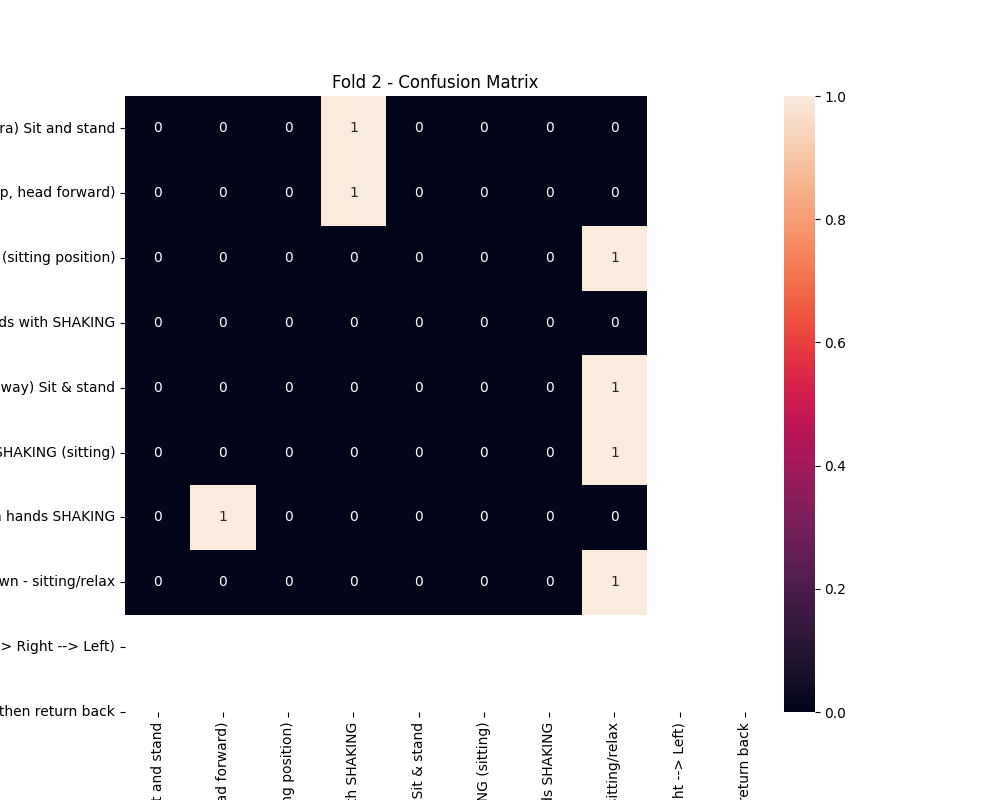 Fold 2 - Confusion Matrix
ra) Sit and stand
0 0 0 1 0 0 0 0
p, head forward)
0 0 0 1 0 0 0 0
(sitting position)
0 0 0 0 0 0 0 1
ds with SHAKING
0 0 0 0 0 0 0 0
way) Sit & stand
0 0 0 0 0 0 0 1
SHAKING (sitting)
0 0 0 0 0 0 0 1
hands SHAKING
0 1 0 0 0 0 0 0
wn - sitting/relax
0 0 0 0 0 0 0 1
> Right --> Left)
then return back
t and stand
ad forward)
ng position)
th SHAKING
Sit & stand
NG (sitting)
ds SHAKING
sitting/relax
ht --> Left)
return back
1.0
0.8
0.6
0.4
0.2
0.0